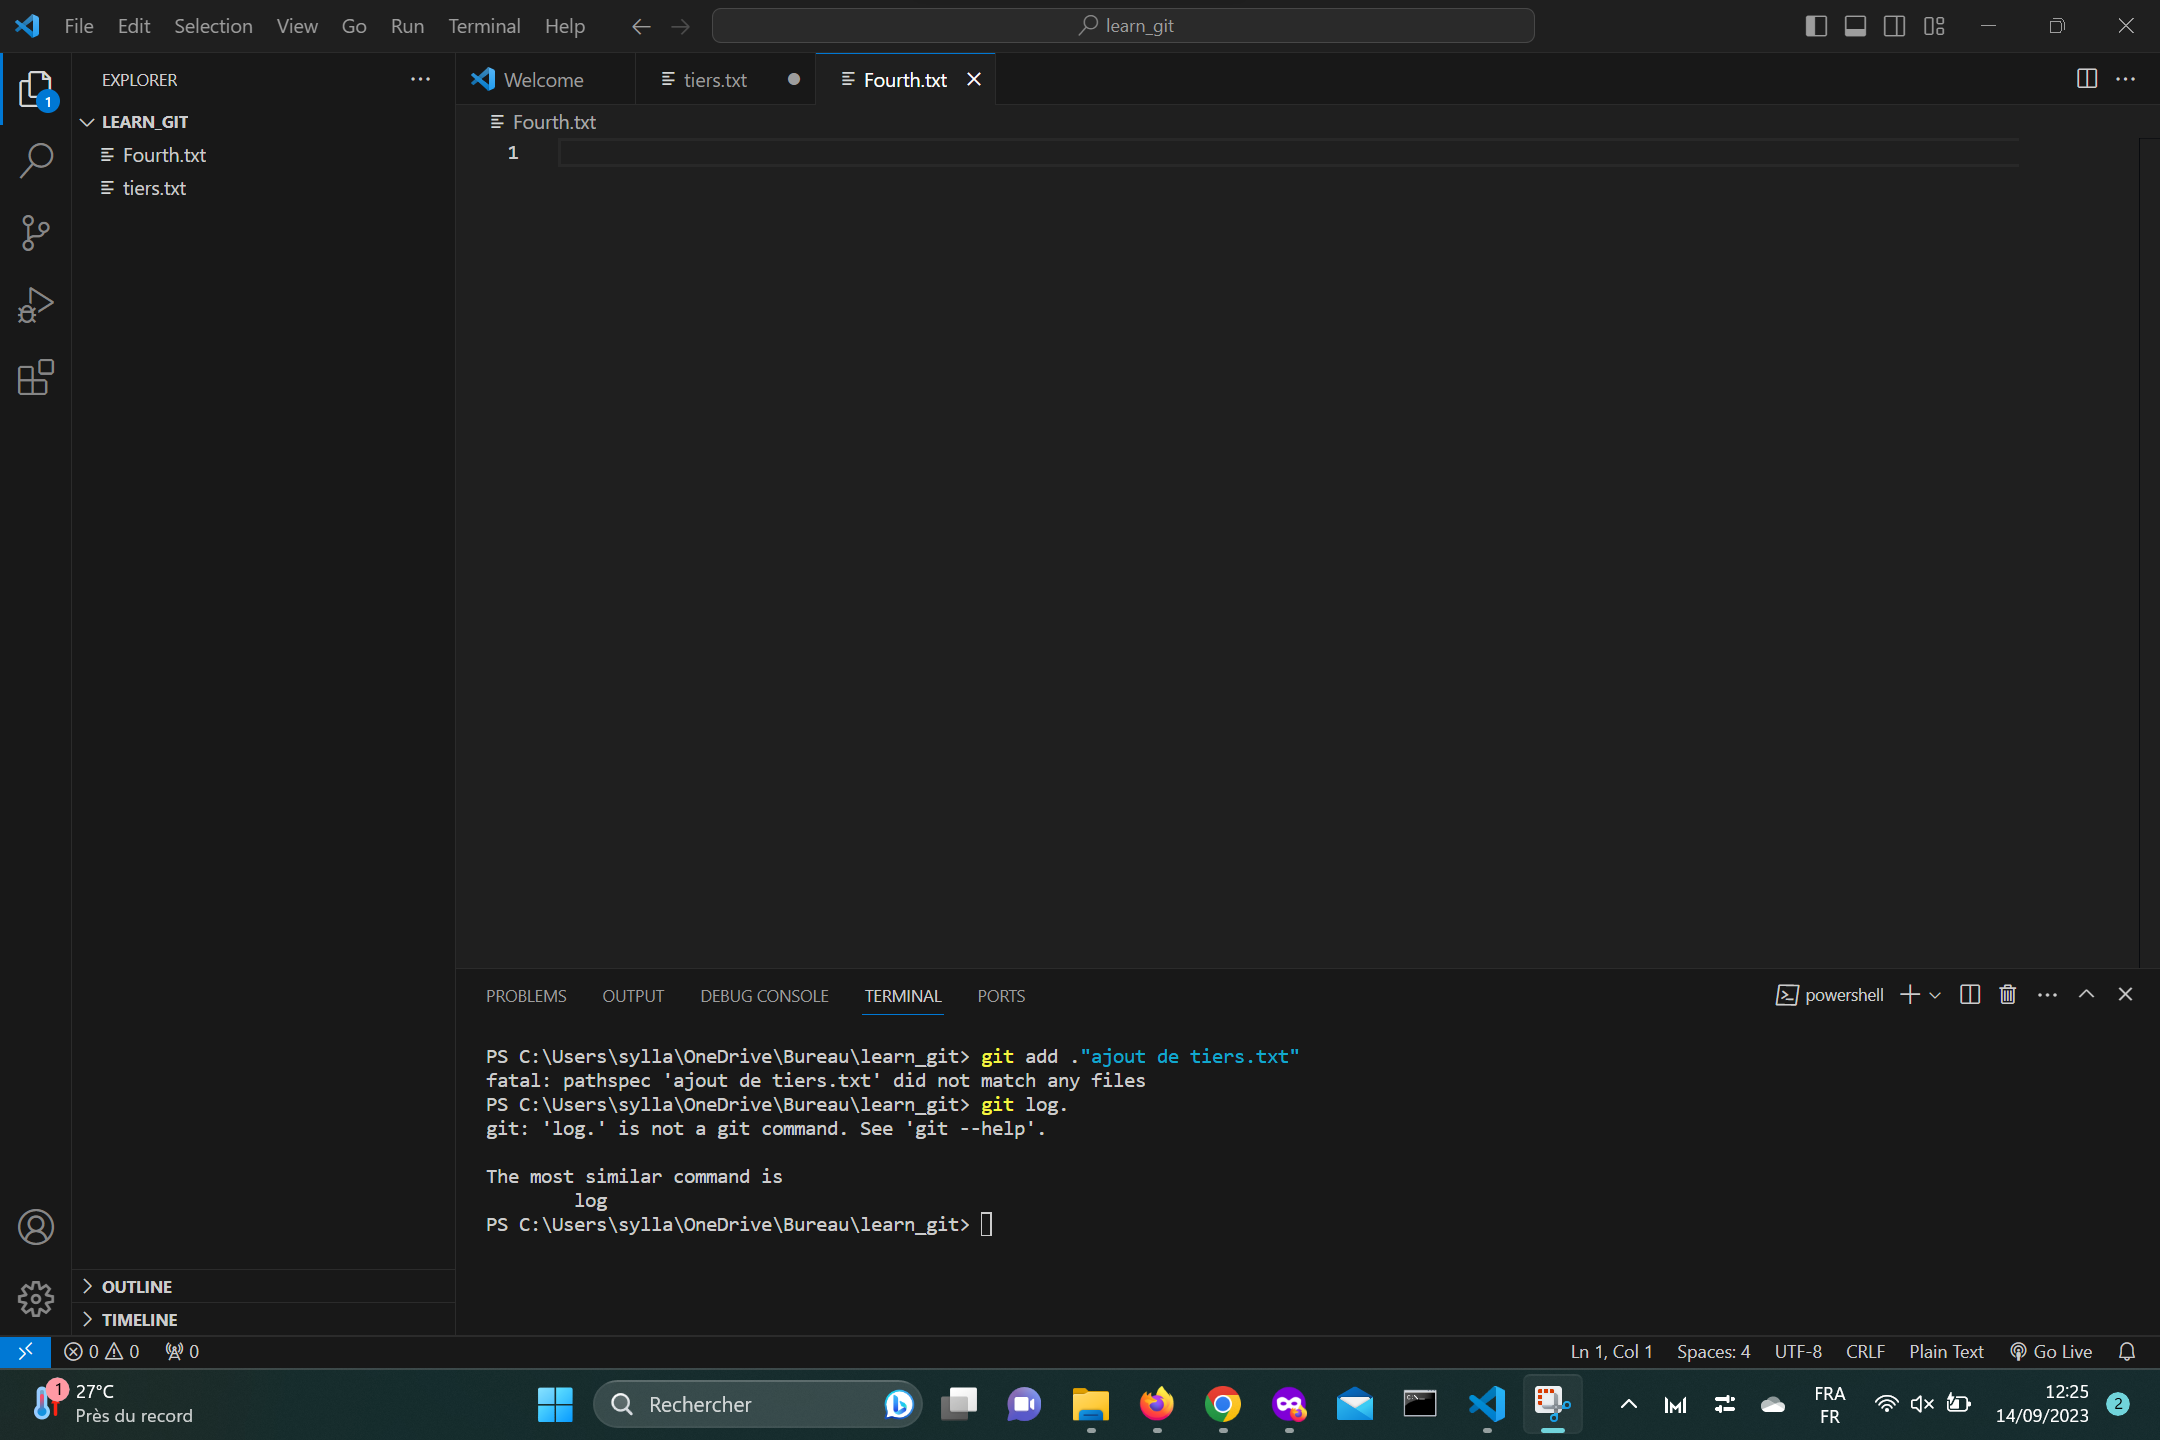 File Edit Selection View Go Run Terminal Help
learn_git
EXPLORER
1
LEARN_GIT
Fourth.txt
tiers.txt
Welcome
tiers.txt
Fourth.txt
Fourth.txt
1
PROBLEMS OUTPUT DEBUG CONSOLE TERMINAL PORTS
powershell
PS C:\Users\sylla\OneDrive\Bureau\learn_git> git add ."ajout de tiers.txt"
fatal: pathspec 'ajout de tiers.txt' did not match any files
PS C:\Users\sylla\OneDrive\Bureau\learn_git> git log.
git: 'log.' is not a git command. See 'git --help'.
The most similar command is
log
PS C:\Users\sylla\OneDrive\Bureau\learn_git>
OUTLINE
TIMELINE
0 0 0
Ln 1, Col 1 Spaces: 4 UTF-8 CRLF Plain Text Go Live
1
27°C
Près du record
Rechercher
FRA
FR
12:25
14/09/2023
2